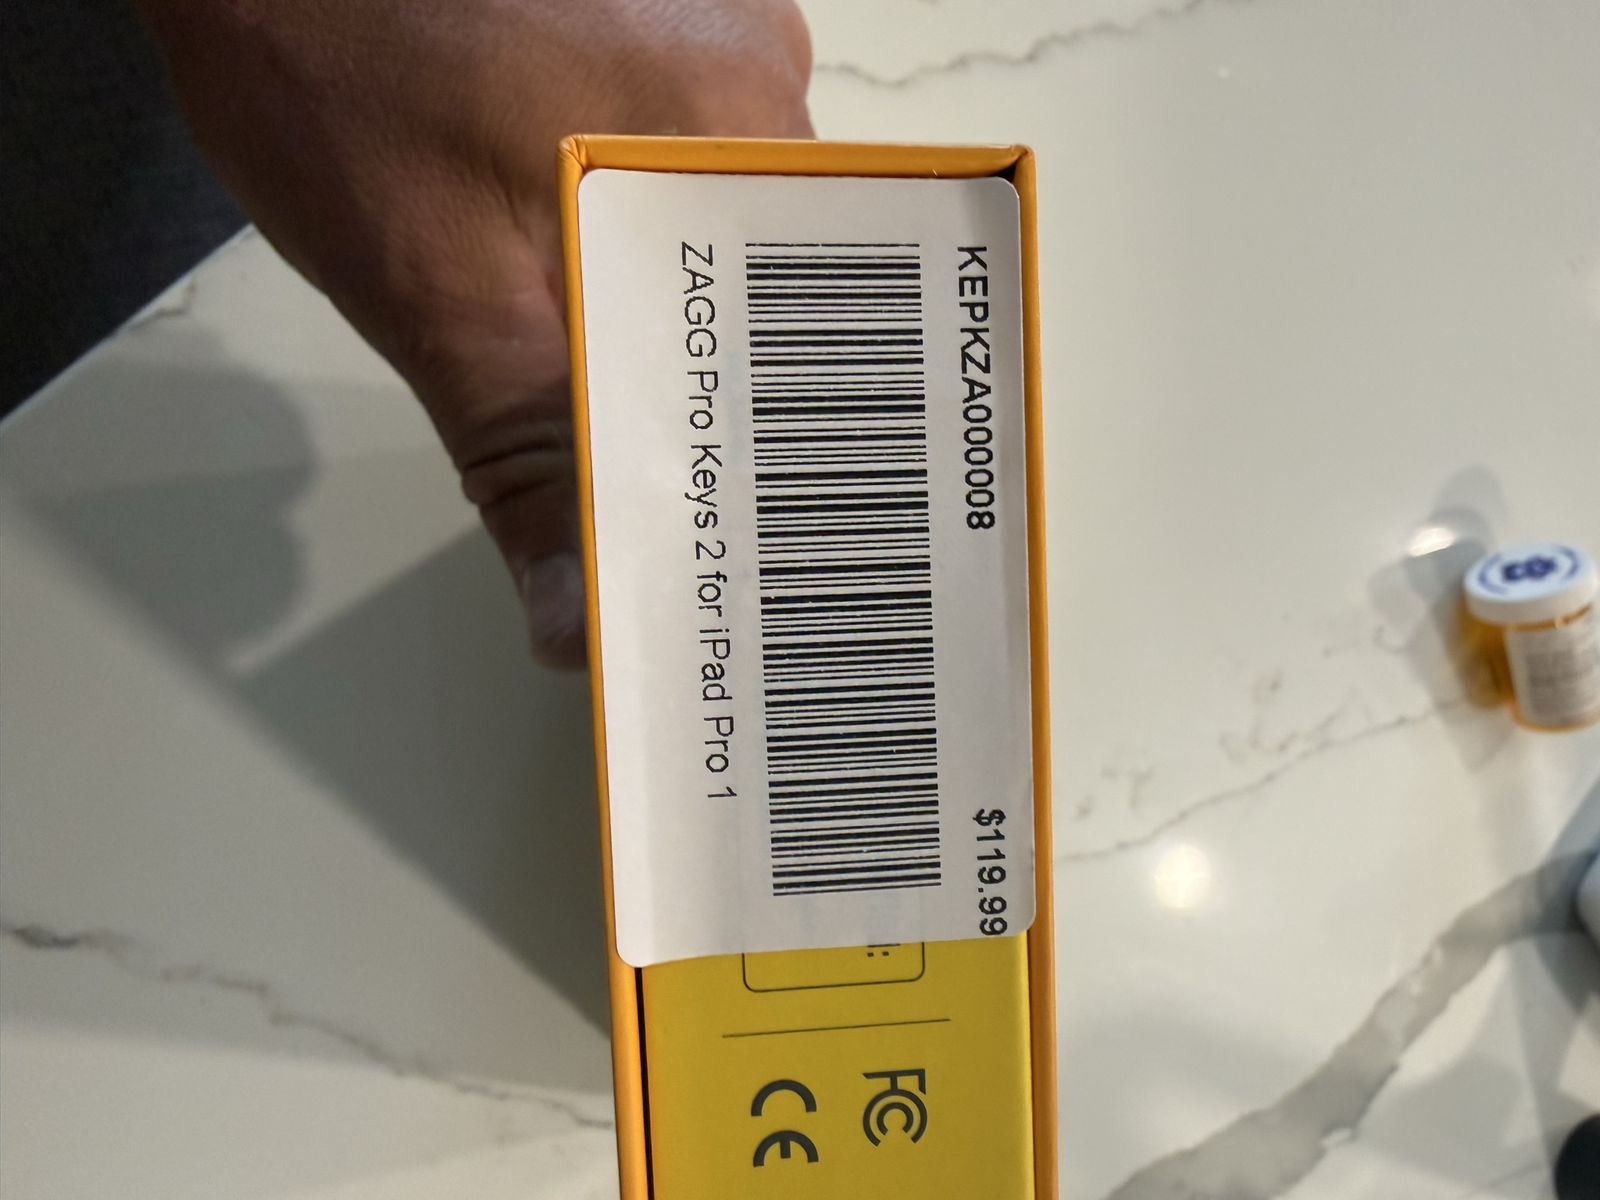 KEPKZA000008
$119.99
ZAGG Pro Keys 2 for iPad Pro 1
FC
CE